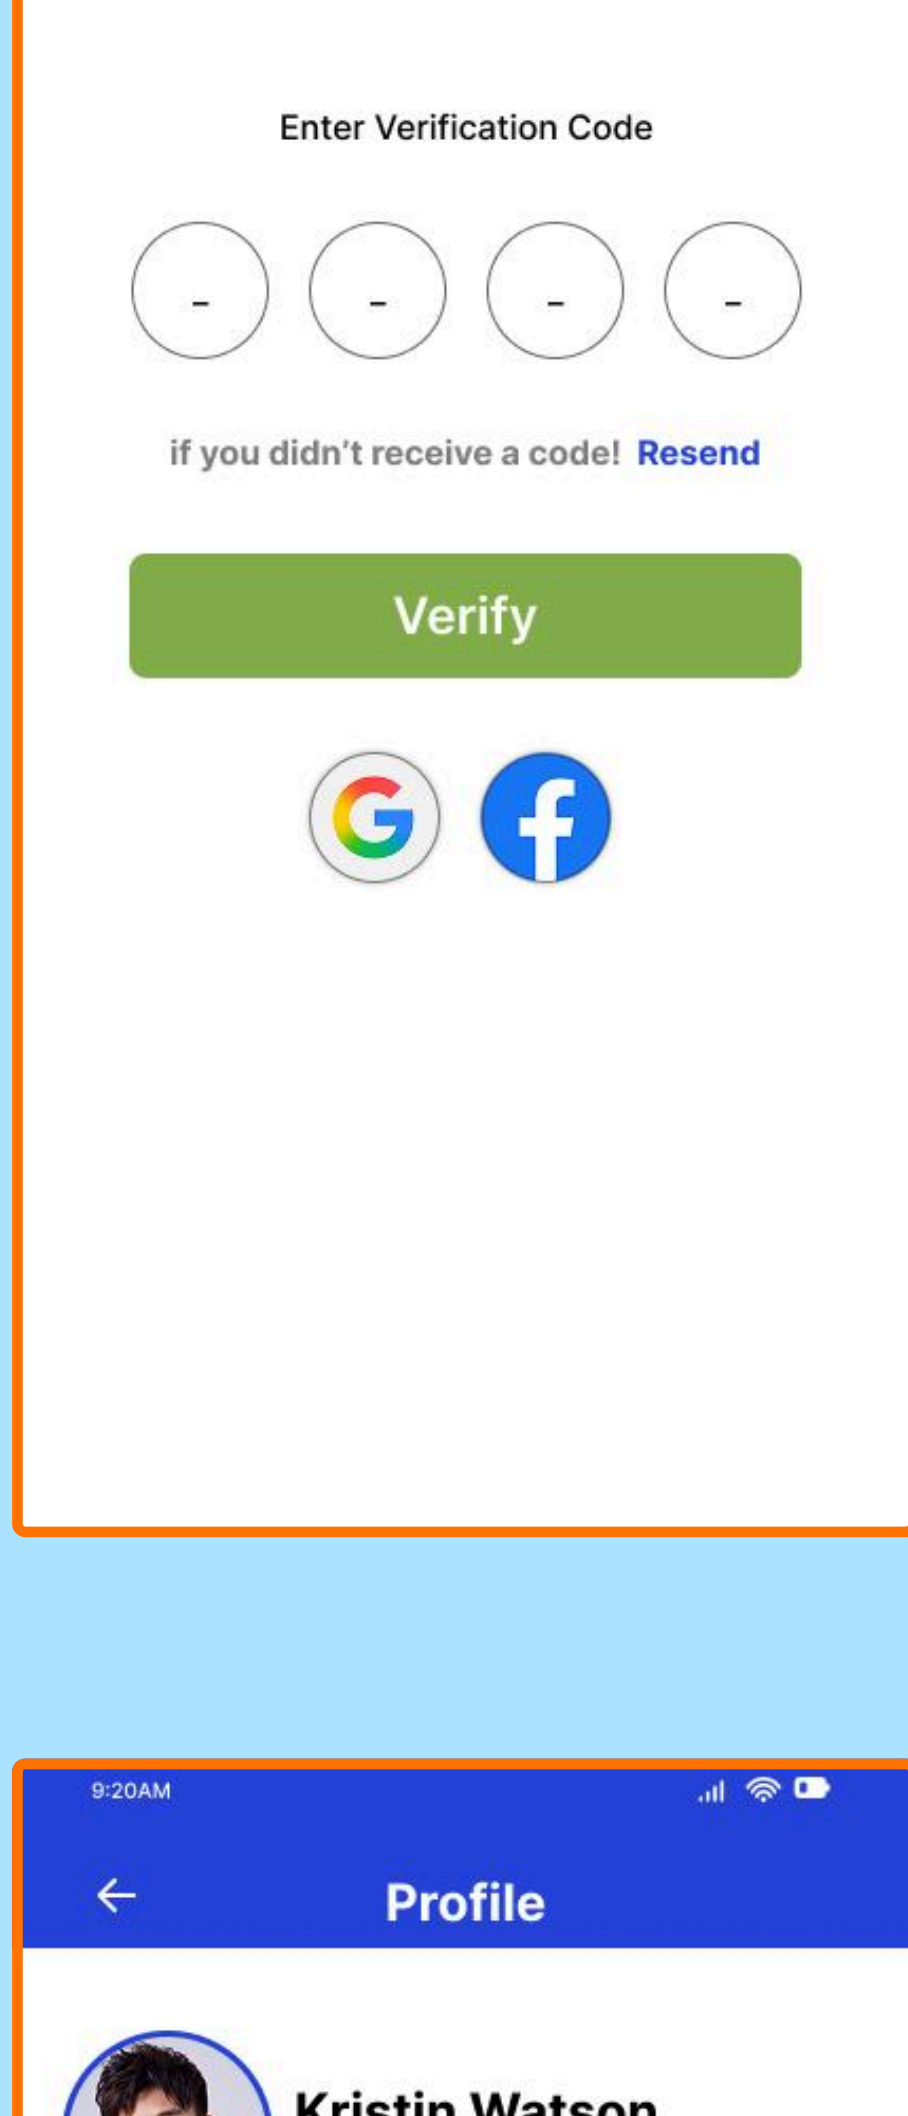 Enter Verification Code
- - - -
if you didn't receive a code! Resend
Verify
9:20AM
Profile
Kristin Watson